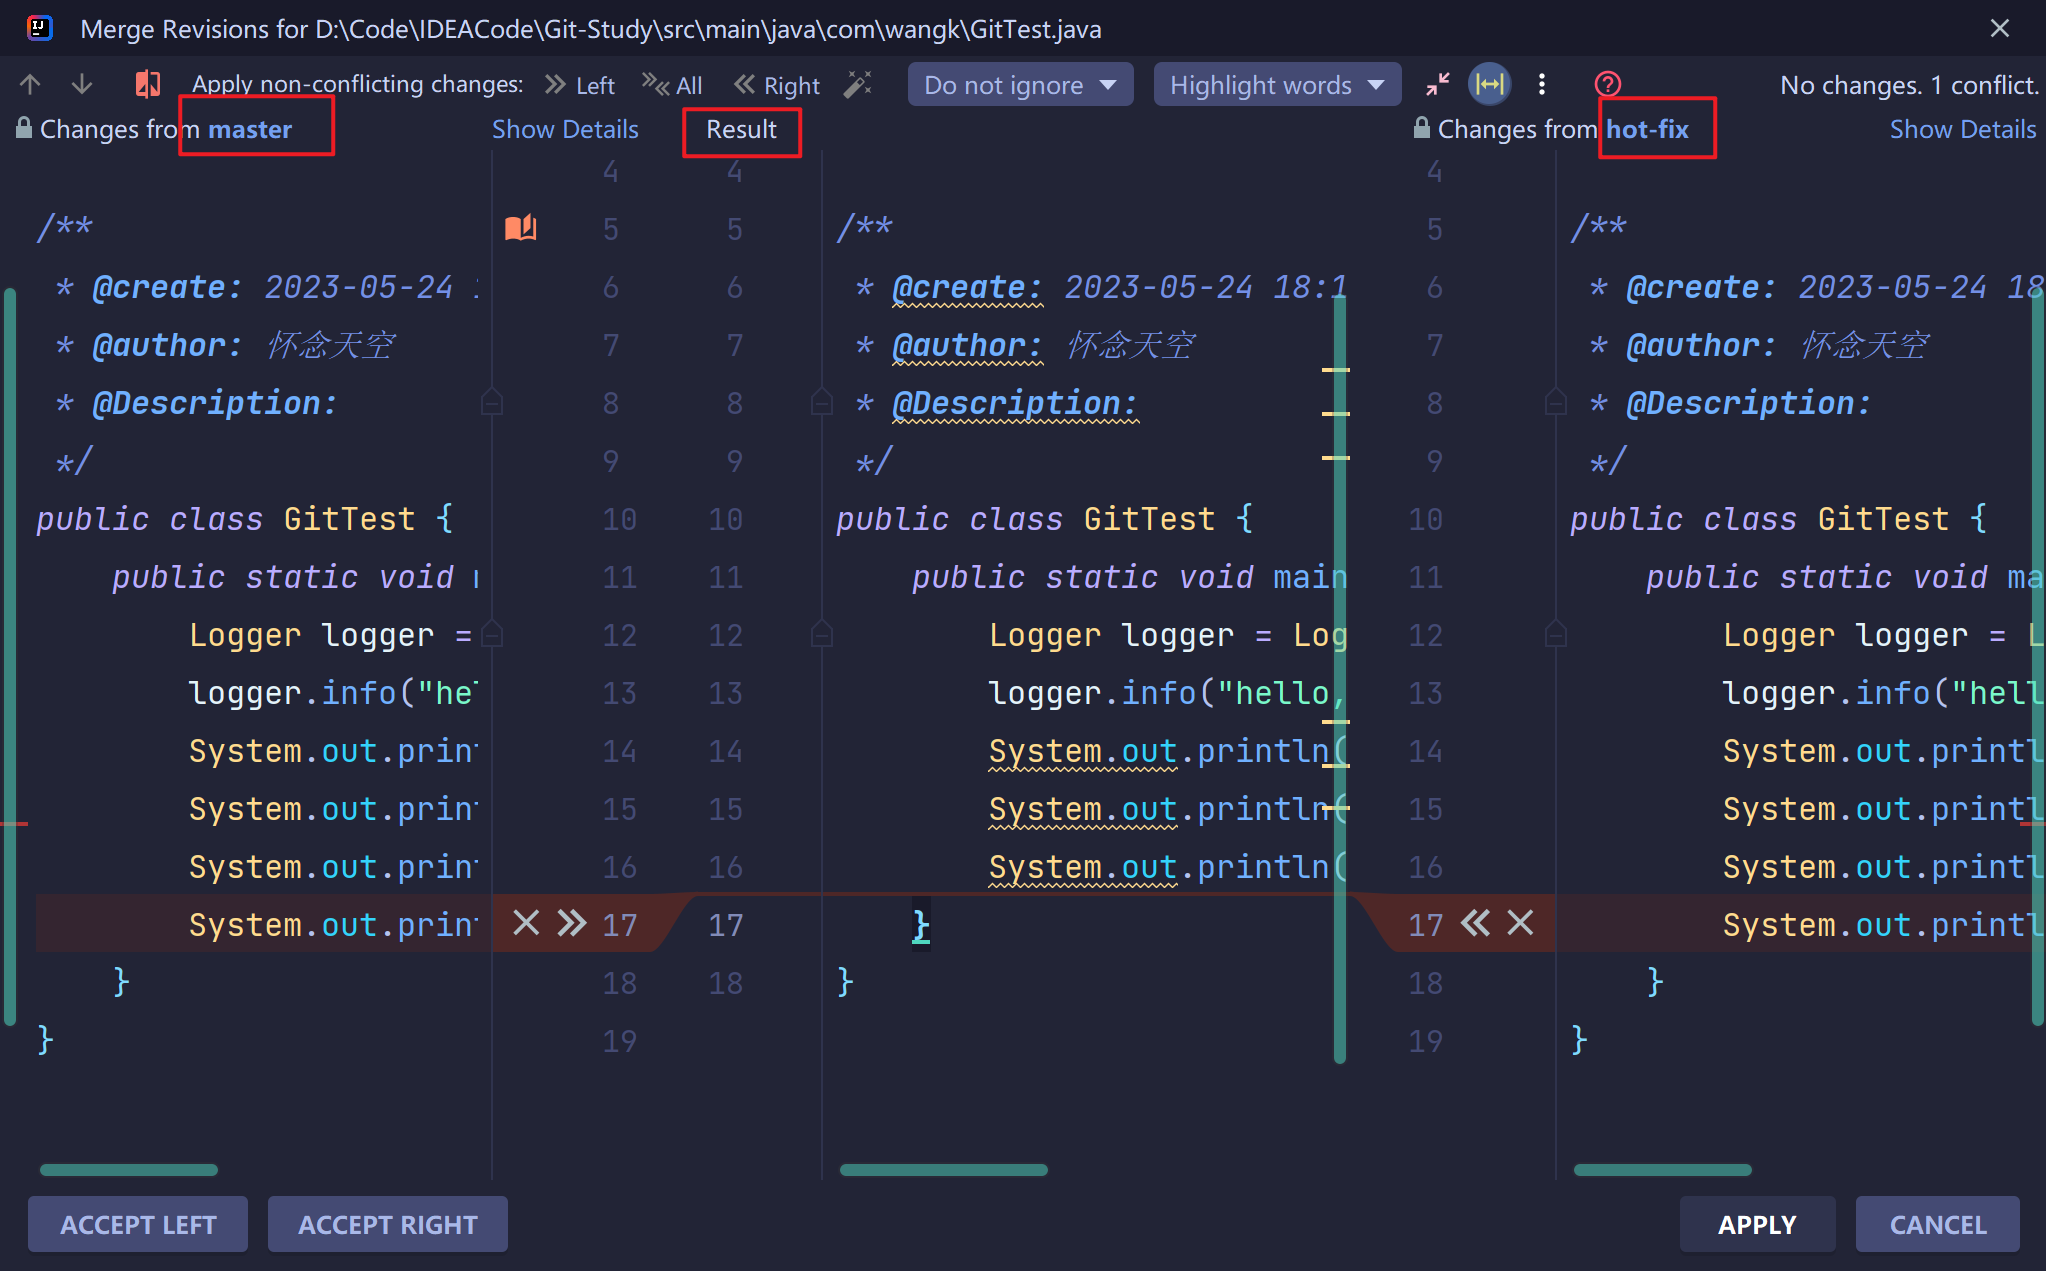 Merge Revisions for D:\Code\IDEACode\Git-Study\src\main\java\com\wangk\GitTest.java
Apply non-conflicting changes: Left All Right Do not ignore Highlight words ? No changes. 1 conflict.
Changes from master Show Details Result Changes from hot-fix Show Details
4 4
/** 5
* @create: 2023-05-24 6
* @author: 怀念天空 7
* @Description: 8
*/ 9
public class GitTest { 10
public static void 11
Logger logger = 12
logger.info("hel 13
System.out.print 14
System.out.print 15
System.out.print 16
System.out.print 17
} 18
} 19
5 /**
6 * @create: 2023-05-24 18:1
7 * @author: 怀念天空
8 * @Description:
9 */
10 public class GitTest {
11 public static void main
12 Logger logger = Log
13 logger.info("hello,
14 System.out.println(
15 System.out.println(
16 System.out.println(
17 }
18 }
4
5 /**
6 * @create: 2023-05-24 18
7 * @author: 怀念天空
8 * @Description:
9 */
10 public class GitTest {
11 public static void ma
12 Logger logger = L
13 logger.info("hell
14 System.out.printl
15 System.out.printl
16 System.out.printl
17 System.out.printl
18 }
19 }
ACCEPT LEFT ACCEPT RIGHT APPLY CANCEL